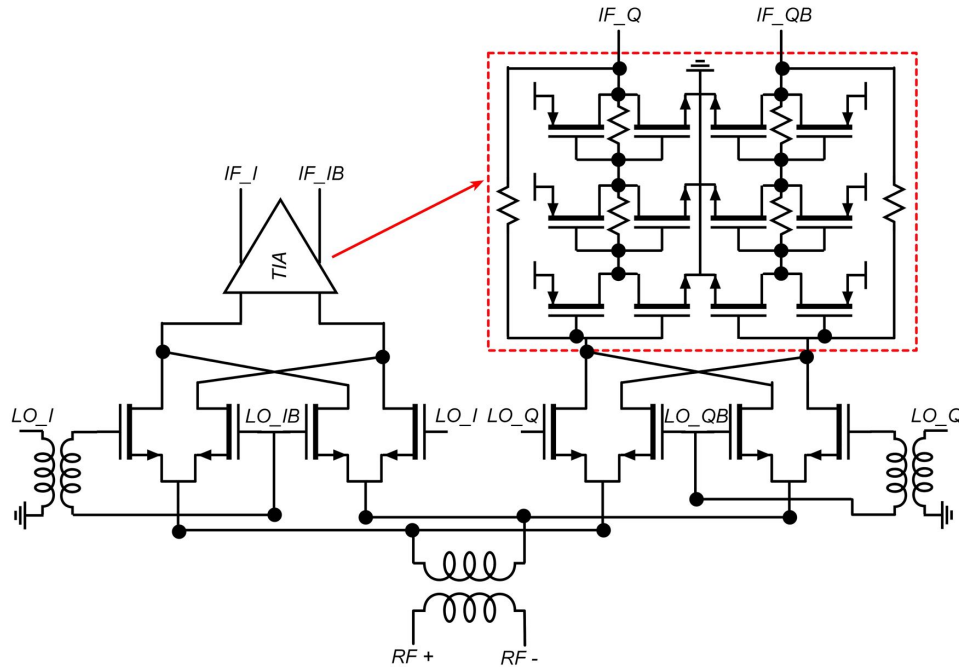 IF_Q
IF_QB
IF_I
IF_IB
TIA
LO_I
LO_IB
LO_I
LO_Q
LO_QB
LO_Q
RF +
RF -